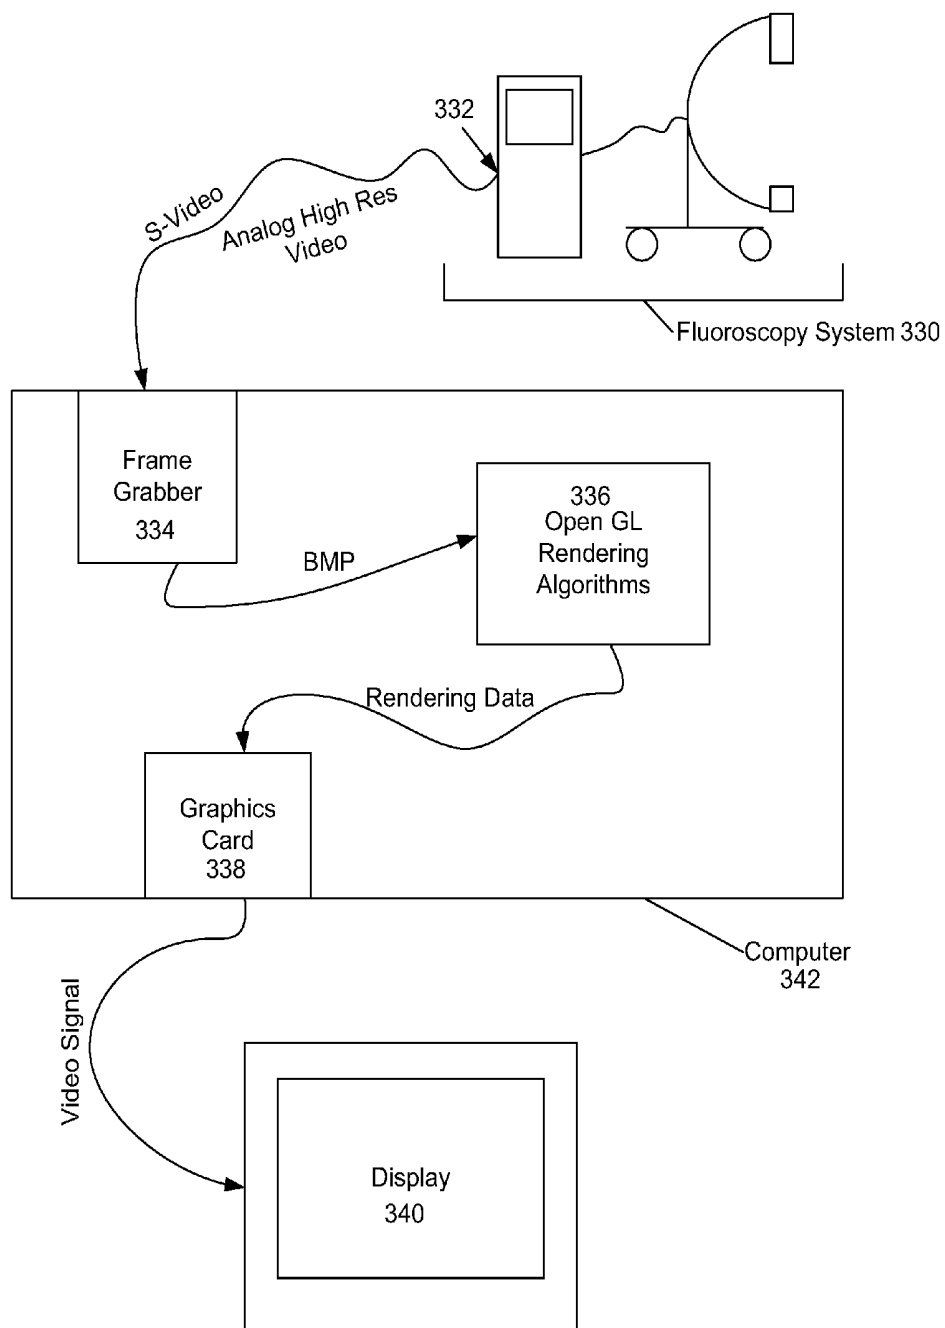 332
S-Video
Analog High Res
Video
Fluoroscopy System 330
Frame
Grabber
334
BMP
336
Open GL
Rendering
Algorithms
Rendering Data
Graphics
Card
338
Computer
342
Video Signal
Display
340